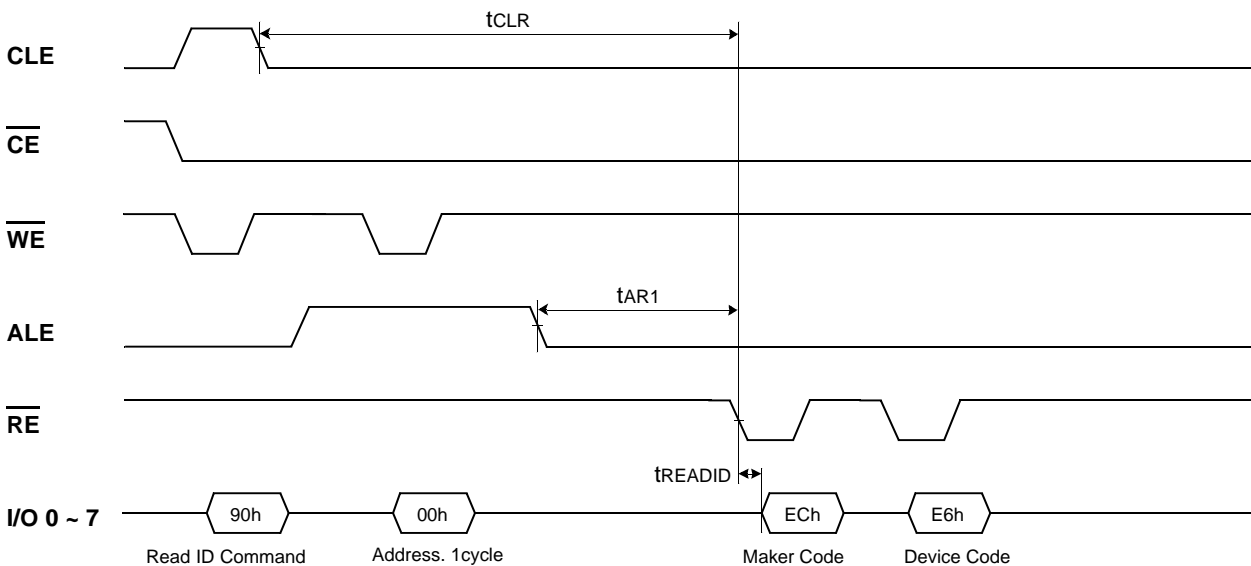 tCLR
CLE
CE
WE
tAR1
ALE
RE
tREADID
I/O 0 ~ 7
90h
00h
ECh
E6h
Read ID Command
Address. 1cycle
Maker Code
Device Code